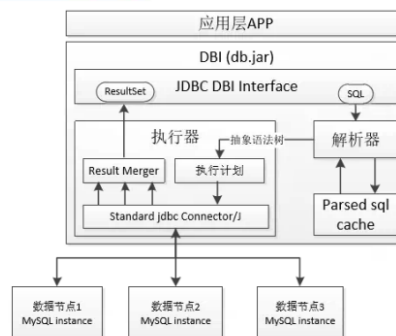 应用层APP
DBI (db.jar)
JDBC DBI Interface
ResultSet
SQL
执行器
抽象语法树
解析器
Result Merger
执行计划
Parsed sql
cache
Standard jdbc Connector/J
数据节点1
MySQL instance
数据节点2
MySQL instance
数据节点3
MySQL instance